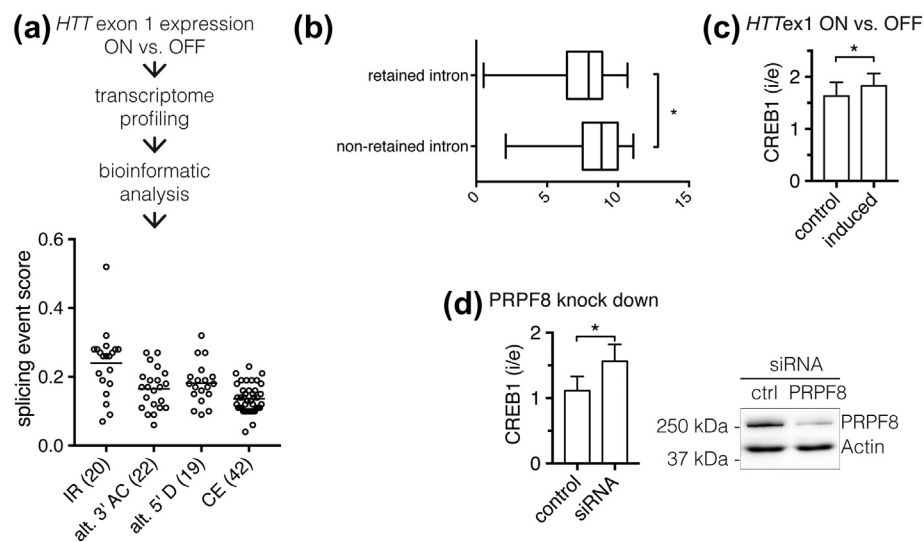 (a) HTT exon 1 expression
ON vs. OFF
transcriptome
profiling
bioinformatic
analysis
splicing event score
0.6
0.4
0.2
0.0
IR (20)
alt. 3' AC (22)
alt. 5' D (19)
CE (42)
(b)
retained intron
non-retained intron
*
0
5
10
15
(c) HTTex1 ON vs. OFF
*
CREB1 (i/e)
2
1
0
control
induced
(d) PRPF8 knock down
*
CREB1 (i/e)
2
1
0
control
siRNA
siRNA
ctrl PRPF8
250 kDa - PRPF8
Actin
37 kDa -